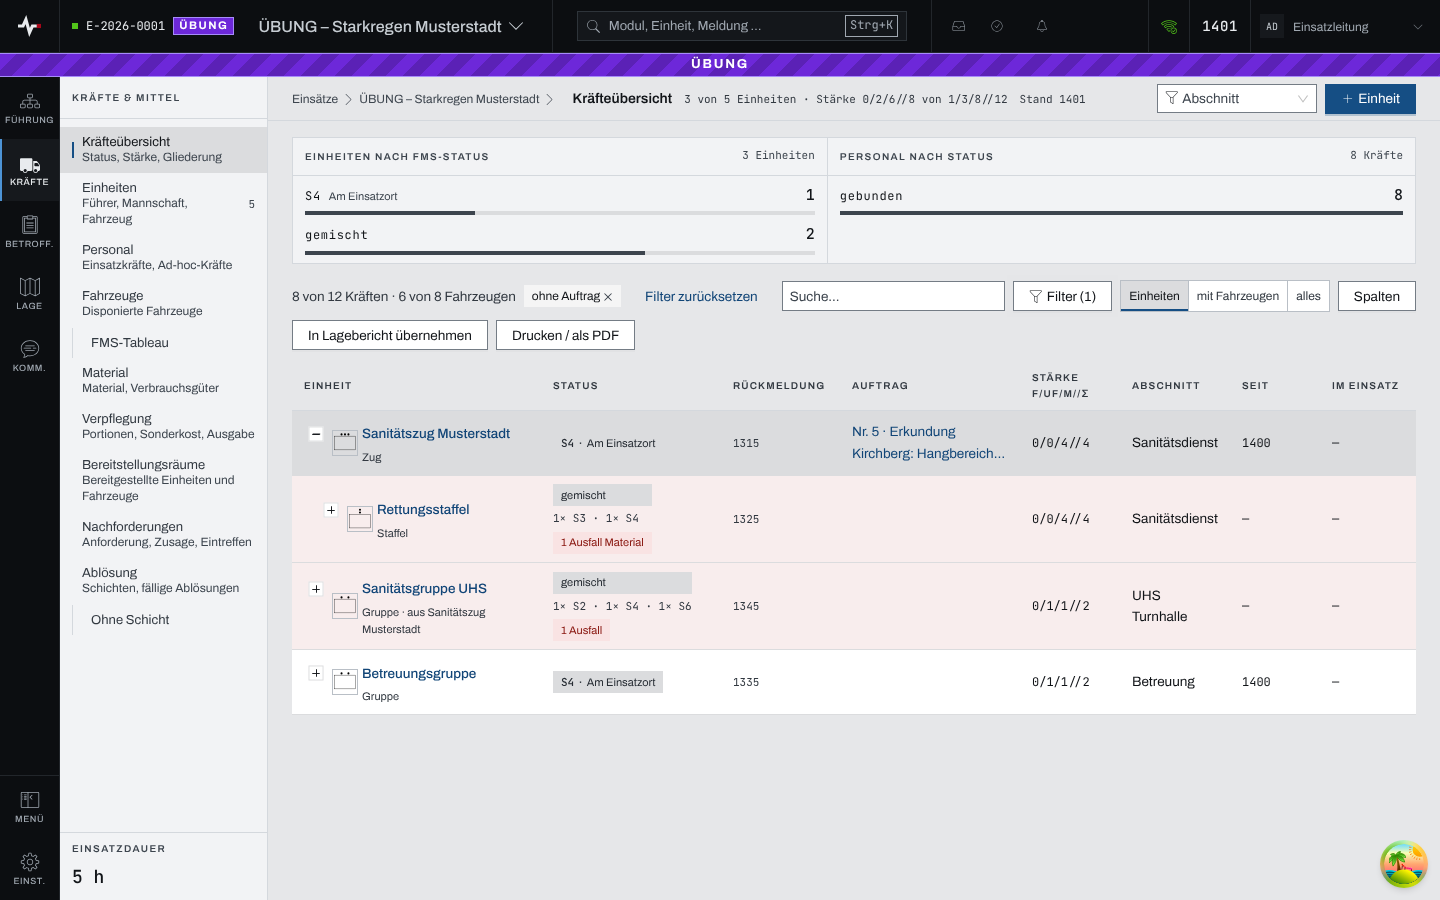 E-2026-0001 ÜBUNG ÜBUNG – Starkregen Musterstadt Modul, Einheit, Meldung ... Strg+K 1401 AD Einsatzleitung
ÜBUNG
FÜHRUNG
KRÄFTE
BETROFF.
LAGE
KOMM.
MENÜ
EINST.
KRÄFTE & MITTEL
Kräfteübersicht
Status, Stärke, Gliederung
Einheiten
Führer, Mannschaft, Fahrzeug
5
Personal
Einsatzkräfte, Ad-hoc-Kräfte
Fahrzeuge
Disponierte Fahrzeuge
FMS-Tableau
Material
Material, Verbrauchsgüter
Verpflegung
Portionen, Sonderkost, Ausgabe
Bereitstellungsräume
Bereitgestellte Einheiten und
Fahrzeuge
Nachforderungen
Anforderung, Zusage, Eintreffen
Ablösung
Schichten, fällige Ablösungen
Ohne Schicht
EINSATZDAUER
5 h
Einsätze ÜBUNG – Starkregen Musterstadt Kräfteübersicht 3 von 5 Einheiten · Stärke 0/2/6//8 von 1/3/8//12 Stand 1401 Abschnitt + Einheit
EINHEITEN NACH FMS-STATUS 3 Einheiten
S4 Am Einsatzort 1
gemischt 2
PERSONAL NACH STATUS 8 Kräfte
gebunden 8
8 von 12 Kräften · 6 von 8 Fahrzeugen ohne Auftrag × Filter zurücksetzen Suche... Filter (1) Einheiten mit Fahrzeugen alles Spalten
In Lagebericht übernehmen Drucken / als PDF
EINHEIT STATUS RÜCKMELDUNG AUFTRAG STÄRKE F/UF/M//Σ ABSCHNITT SEIT IM EINSATZ
Sanitätszug Musterstadt
Zug
S4 · Am Einsatzort 1315
Nr. 5 · Erkundung
Kirchberg: Hangbereich...
0/0/4//4 Sanitätsdienst 1400 –
Rettungsstaffel
Staffel
gemischt
1× S3 · 1× S4
1 Ausfall Material
1325 0/0/4//4 Sanitätsdienst – –
Sanitätsgruppe UHS
Gruppe · aus Sanitätszug
Musterstadt
gemischt
1× S2 · 1× S4 · 1× S6
1 Ausfall
1345 0/1/1//2
UHS
Turnhalle
– –
Betreuungsgruppe
Gruppe
S4 · Am Einsatzort 1335 0/1/1//2 Betreuung 1400 –